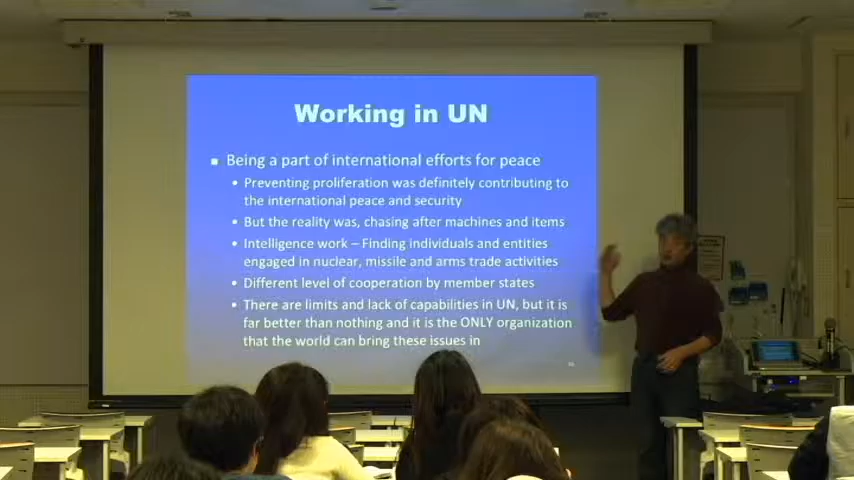 Working in UN
■ Being a part of international efforts for peace
• Preventing proliferation was definitely contributing to
the international peace and security
• But the reality was, chasing after machines and items
• Intelligence work – Finding individuals and entities
engaged in nuclear, missile and arms trade activities
• Different level of cooperation by member states
• There are limits and lack of capabilities in UN, but it is
far better than nothing and it is the ONLY organization
that the world can bring these issues in